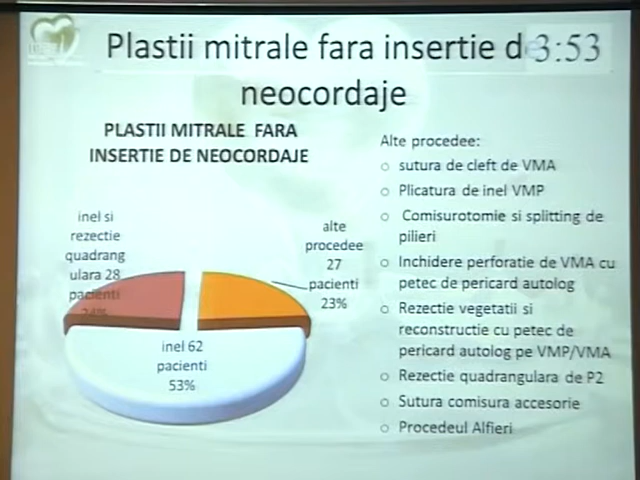 Plastii mitrale fara insertie d
3:53
neocordaje
PLASTII MITRALE FARA
INSERTIE DE NEOCORDAJE
inel si
rezectie
quadrang
ulara 28
pacienti
24%
alte
procedee
27
pacienti
23%
inel 62
pacienti
53%
Alte procedee:
sutura de cleft de VMA
Plicatura de inel VMP
Comisurotomie si splitting de
pilieri
Inchidere perforatie de VMA cu
petec de pericard autolog
Rezectie vegetatii si
reconstructie cu petec de
pericard autolog pe VMP/VMA
Rezectie quadrangulara de P2
Sutura comisura accesorie
Procedeul Alfieri